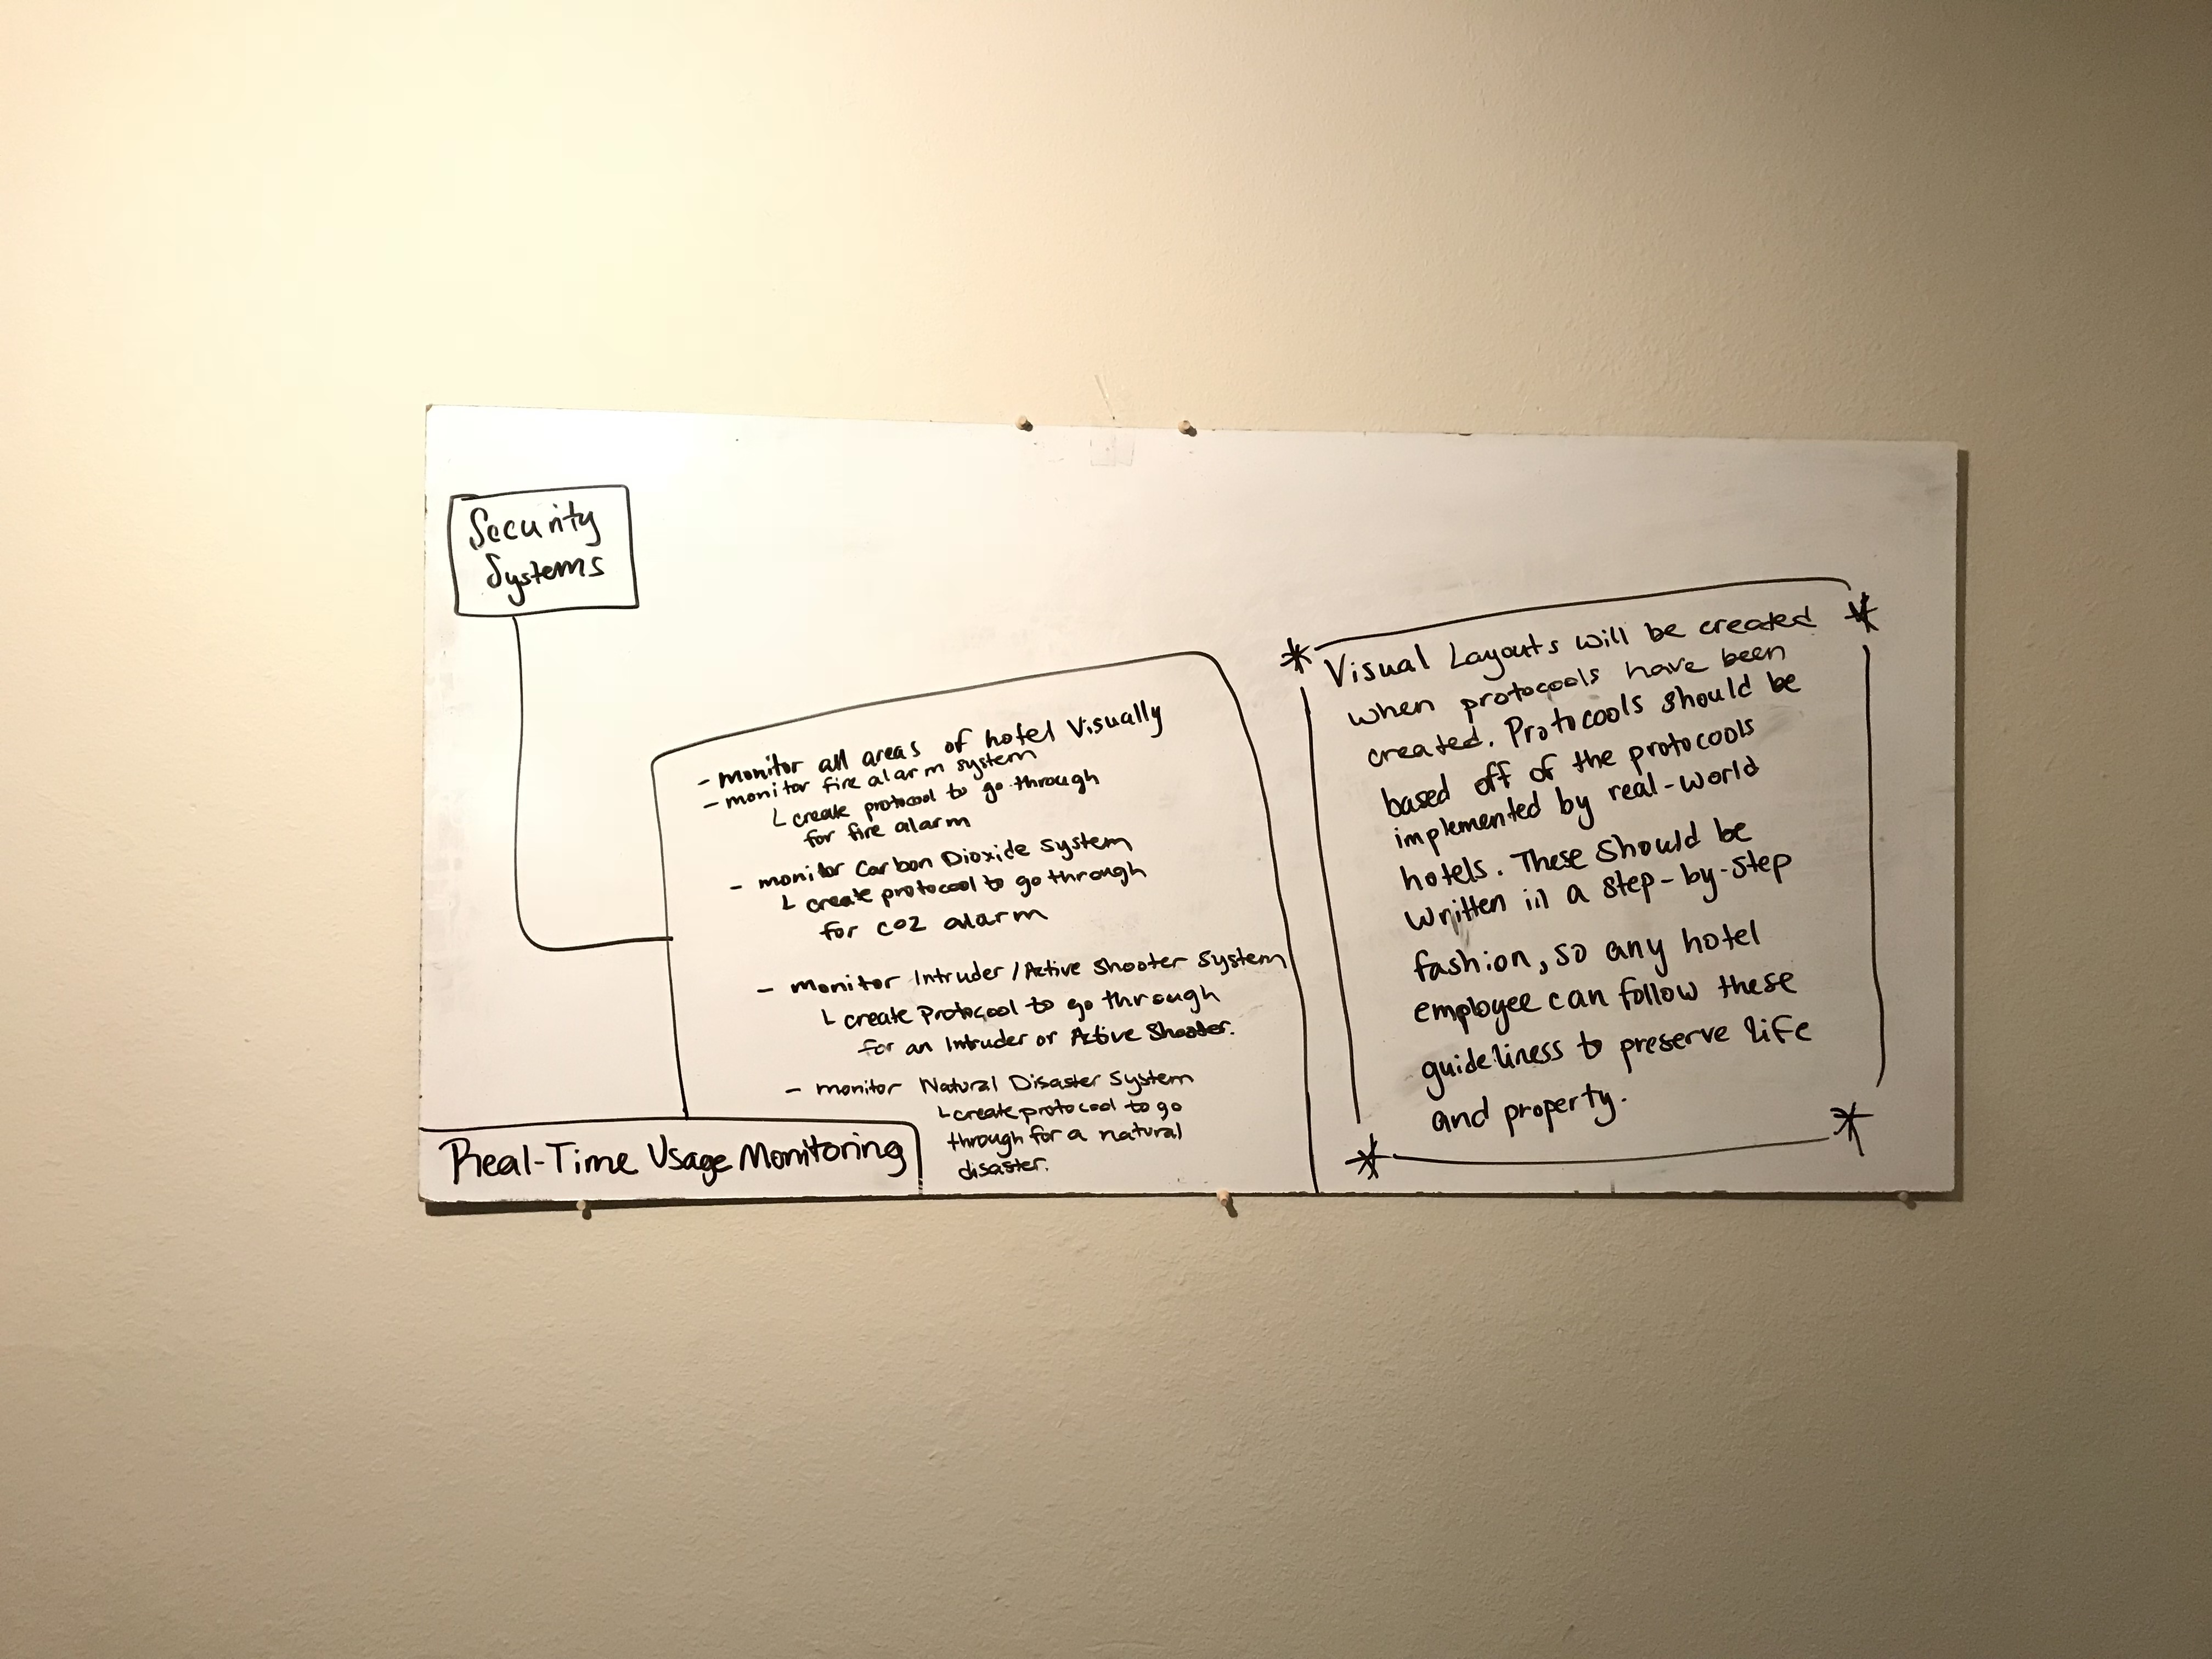 Security
Systems
- monitor all areas of hotel Visually
- monitor fire alarm system
└ create protocool to go through
for fire alarm
- monitor Carbon Dioxide System
└ create protocool to go through
for CO2 alarm
- monitor Intruder / Active Shooter System
└ create Protocool to go through
for an Intruder or Active Shooter.
- monitor Natural Disaster System
└ create protocool to go
through for a natural
disaster.
Real-Time Usage Monitoring
* Visual Layouts will be created *
when protocools have been
created. Protocools should be
based off of the protocools
implemented by real-world
hotels. These Should be
written in a step-by-step
fashion, so any hotel
employee can follow these
guideliness to preserve life
and property.
* *